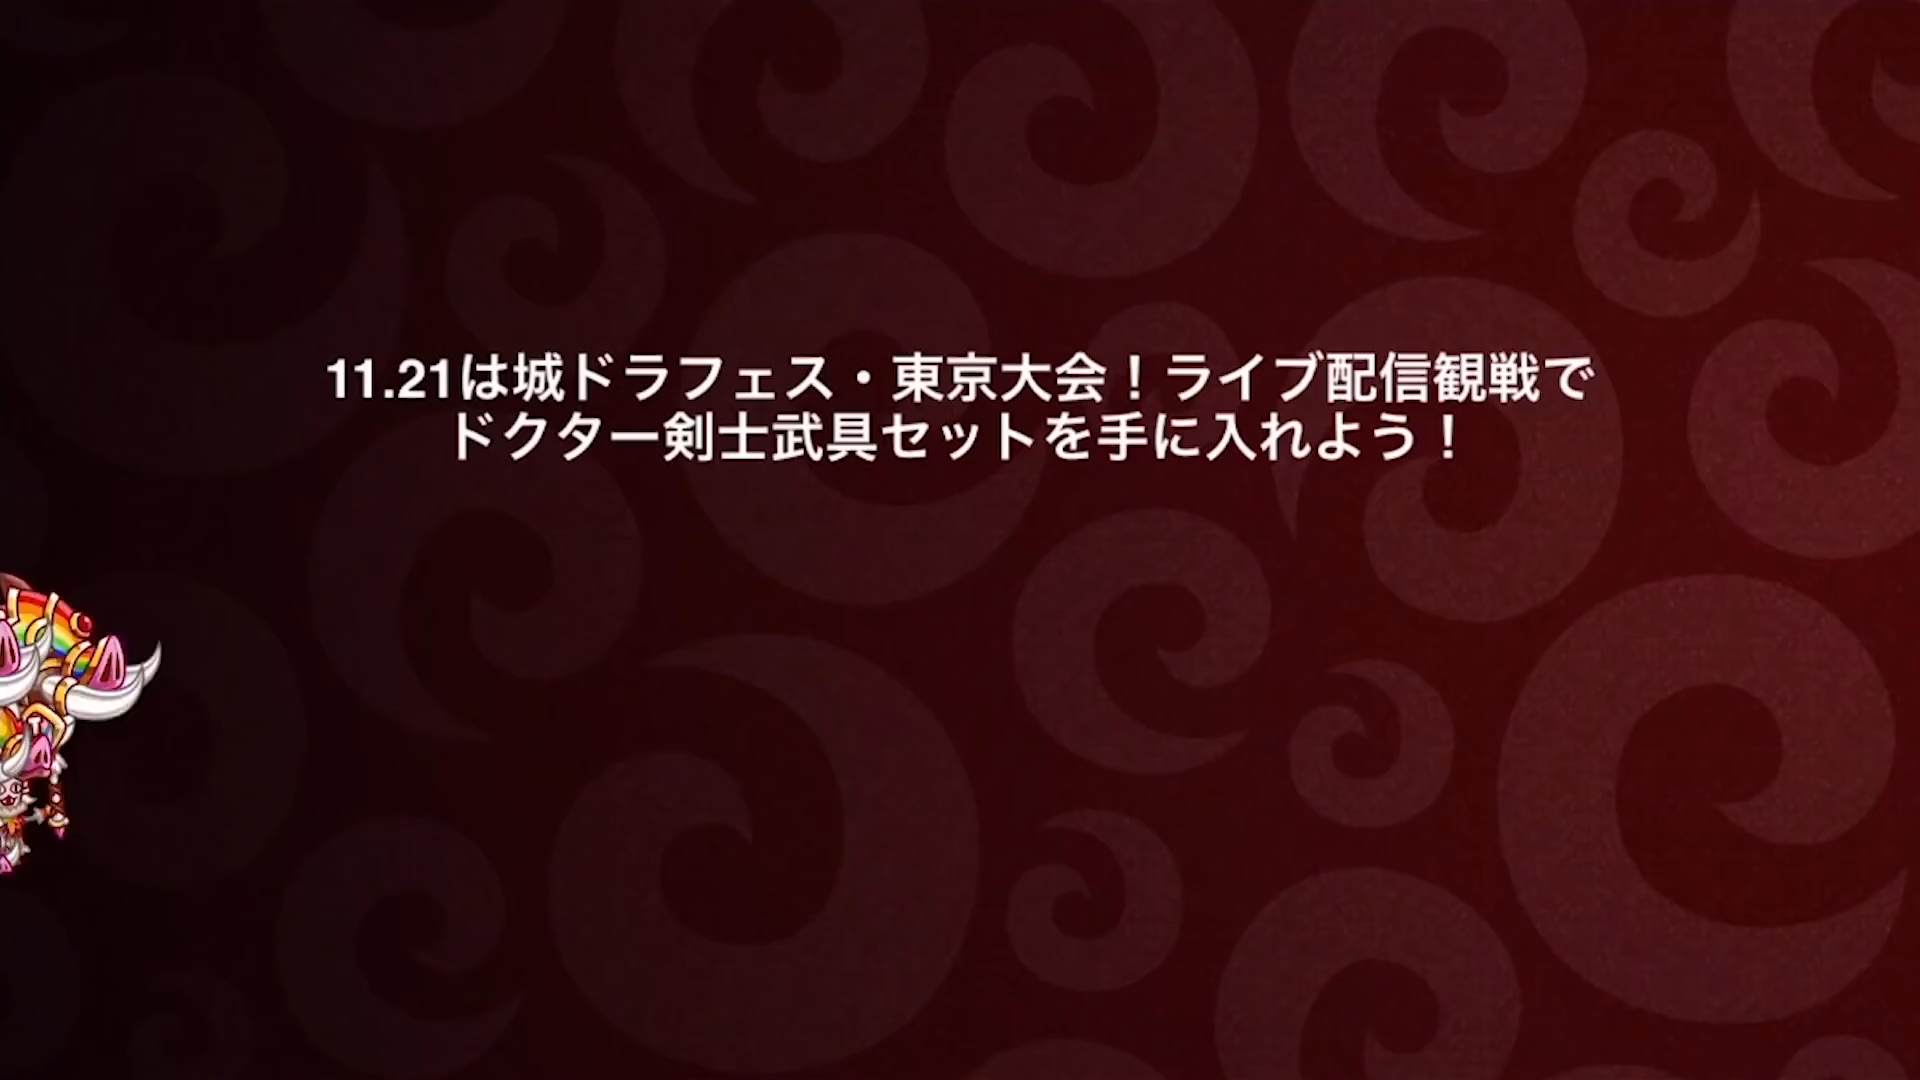 11.21は城ドラフェス・東京大会！ライブ配信観戦で
ドクター剣士武具セットを手に入れよう！